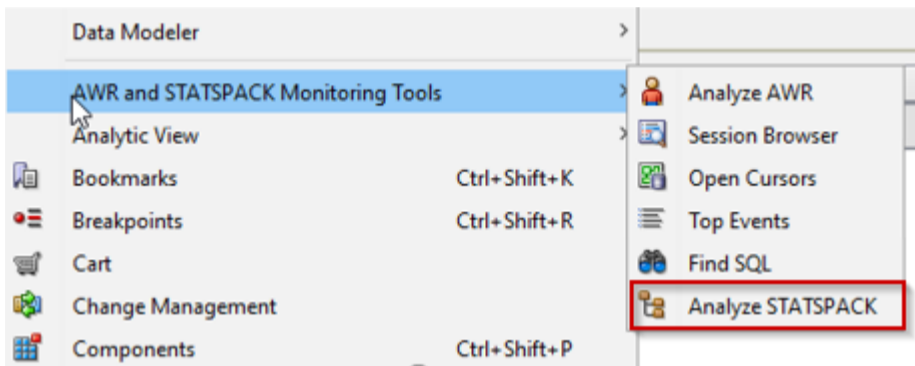 Data Modeler
AWR and STATSPACK Monitoring Tools
Analytic View
Bookmarks Ctrl+Shift+K
Breakpoints Ctrl+Shift+R
Cart
Change Management
Components Ctrl+Shift+P
Analyze AWR
Session Browser
Open Cursors
Top Events
Find SQL
Analyze STATSPACK